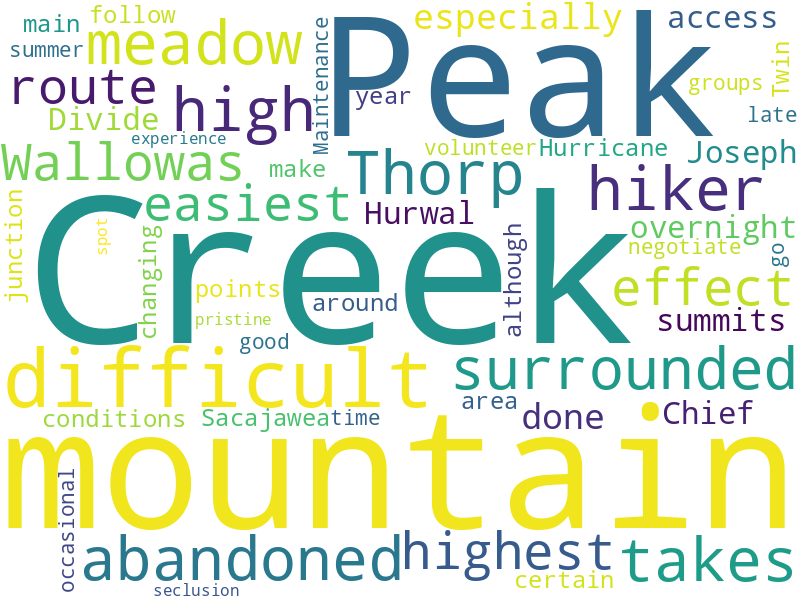 main follow especially access
summer meadow Peak Twin
route high Maintenance year groups
Divide late
experience volunteer Hurricane Joseph
Wallowas make Thorp hiker
easiest Hurwal overnight
junction spot changing Creek although negotiate go
points around effect
pristine good summits
difficult surrounded
conditions Sacajawea time area done Chief
mountain
occasional abandoned highest takes
seclusion certain